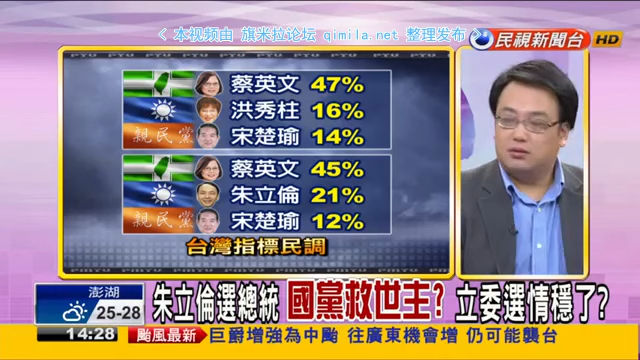 < 本视频由 旗米拉论坛 qimila.net 整理发布 >
民視新聞台 HD
蔡英文 47%
洪秀柱 16%
親民黨 宋楚瑜 14%
蔡英文 45%
朱立倫 21%
親民黨 宋楚瑜 12%
台灣指標民調
澎湖
25-28
朱立倫選總統 國黨救世主? 立委選情穩了?
14:28 颱風最新 巨爵增強為中颱 往廣東機會增 仍可能襲台